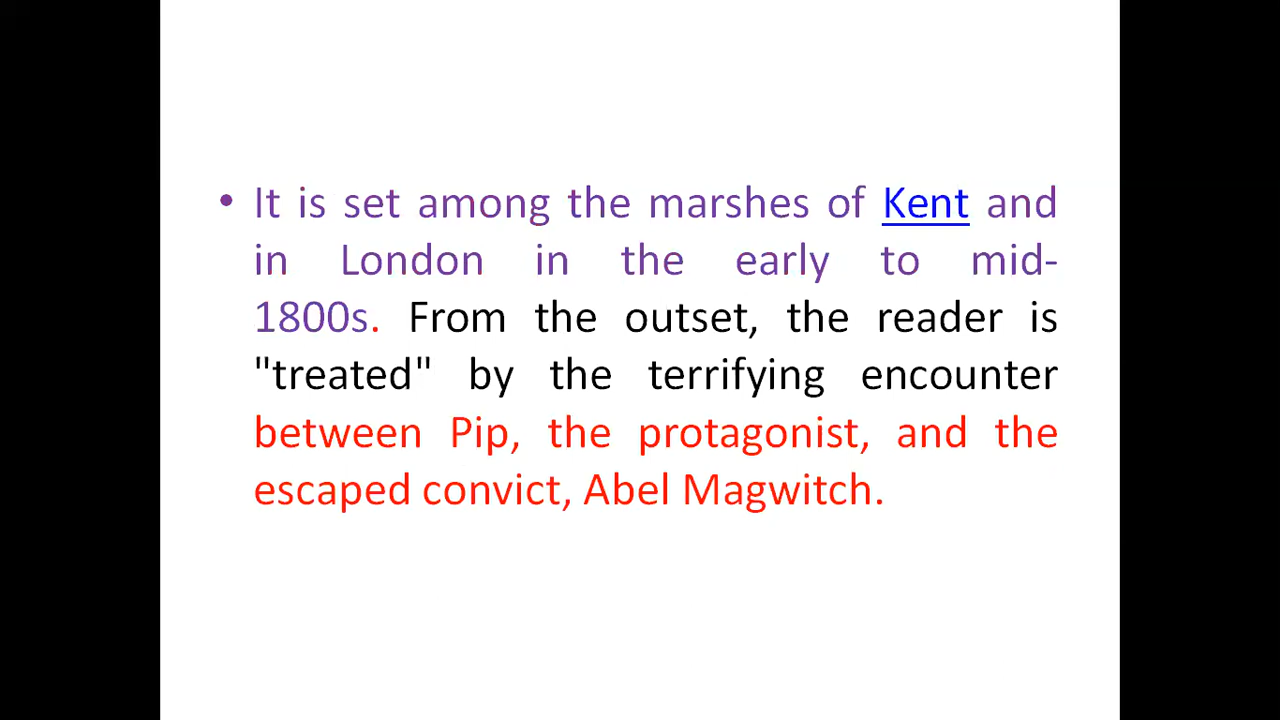 • It is set among the marshes of Kent and
in London in the early to mid-
1800s. From the outset, the reader is
"treated" by the terrifying encounter
between Pip, the protagonist, and the
escaped convict, Abel Magwitch.